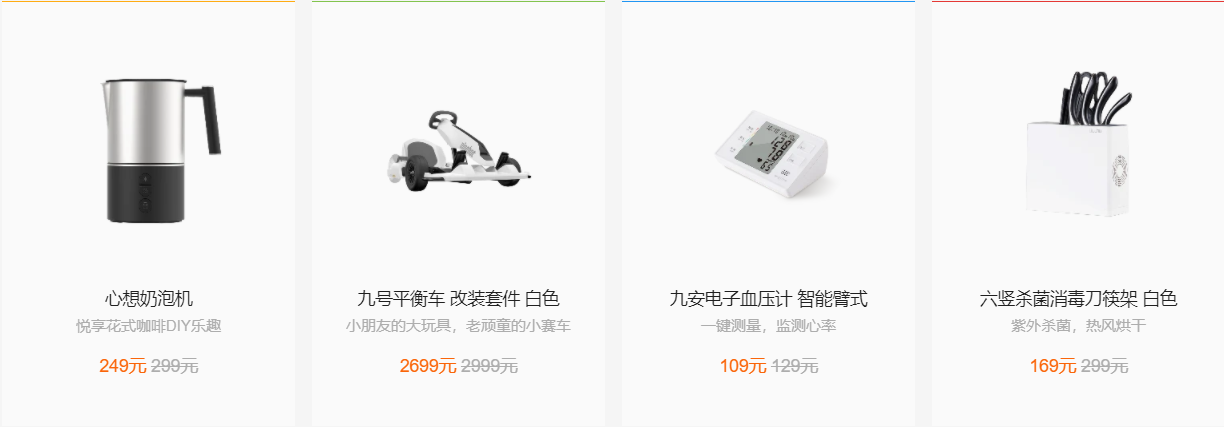 心想奶泡机
悦享花式咖啡DIY乐趣
249元 299元
九号平衡车 改装套件 白色
小朋友的大玩具，老顽童的小赛车
2699元 2999元
九安电子血压计 智能臂式
一键测量，监测心率
109元 129元
六竖杀菌消毒刀筷架 白色
紫外杀菌，热风烘干
169元 299元